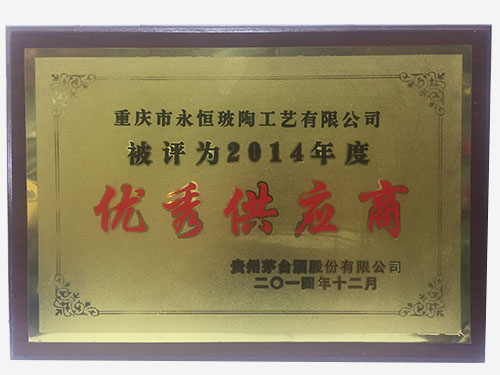 重庆市永恒玻陶工艺有限公司
被评为2014年度
优秀供应商
贵州茅台酒股份有限公司
二〇一四年十二月